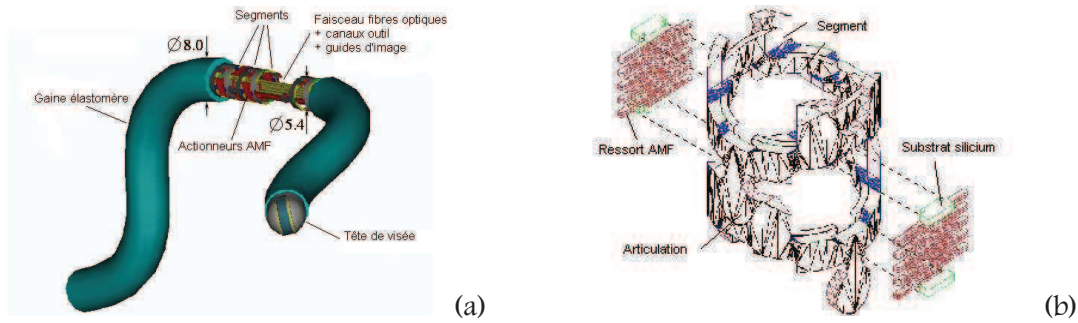 Segments
Faisceau fibres optiques
+ canaux outil
+ guides d'image
Ø8.0
Gaine élastomère
Ø5.4
Actionneurs AMF
Tête de visée
(a)
Segment
Ressort AMF
Substrat silicium
Articulation
(b)